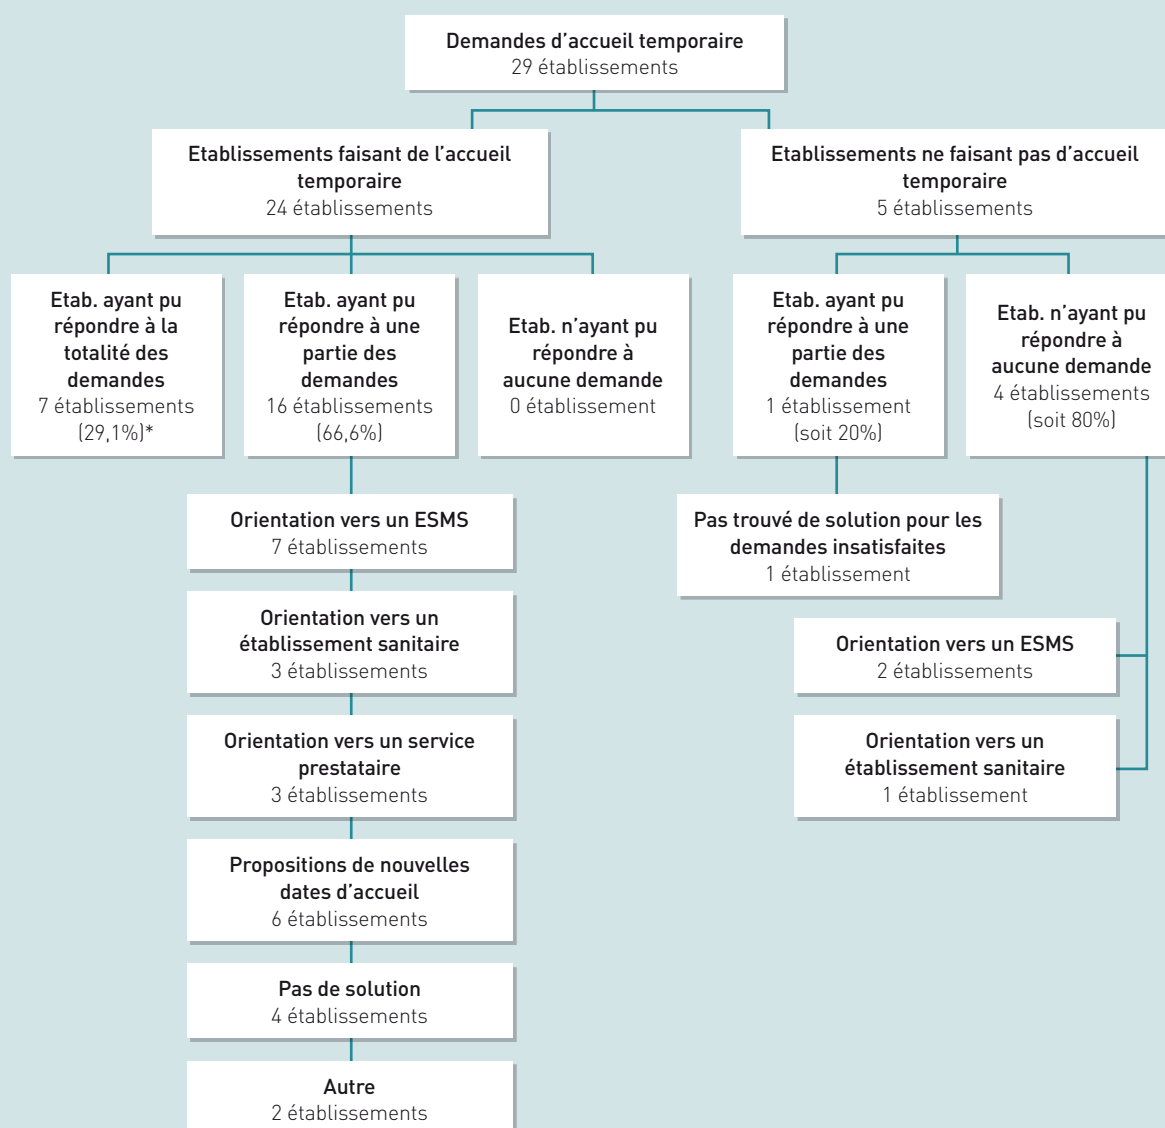 Demandes d'accueil temporaire
29 établissements
Etablissements faisant de l'accueil
temporaire
24 établissements
Etablissements ne faisant pas d'accueil
temporaire
5 établissements
Etab. ayant pu
répondre à la
totalité des
demandes
7 établissements
(29,1%)*
Etab. ayant pu
répondre à une
partie des
demandes
16 établissements
(66,6%)
Etab. n'ayant pu
répondre à
aucune demande
0 établissement
Etab. ayant pu
répondre à une
partie des
demandes
1 établissement
(soit 20%)
Etab. n'ayant pu
répondre à
aucune demande
4 établissements
(soit 80%)
Orientation vers un ESMS
7 établissements
Orientation vers un
établissement sanitaire
3 établissements
Orientation vers un service
prestataire
3 établissements
Propositions de nouvelles
dates d'accueil
6 établissements
Pas de solution
4 établissements
Autre
2 établissements
Pas trouvé de solution pour les
demandes insatisfaites
1 établissement
Orientation vers un ESMS
2 établissements
Orientation vers un
établissement sanitaire
1 établissement